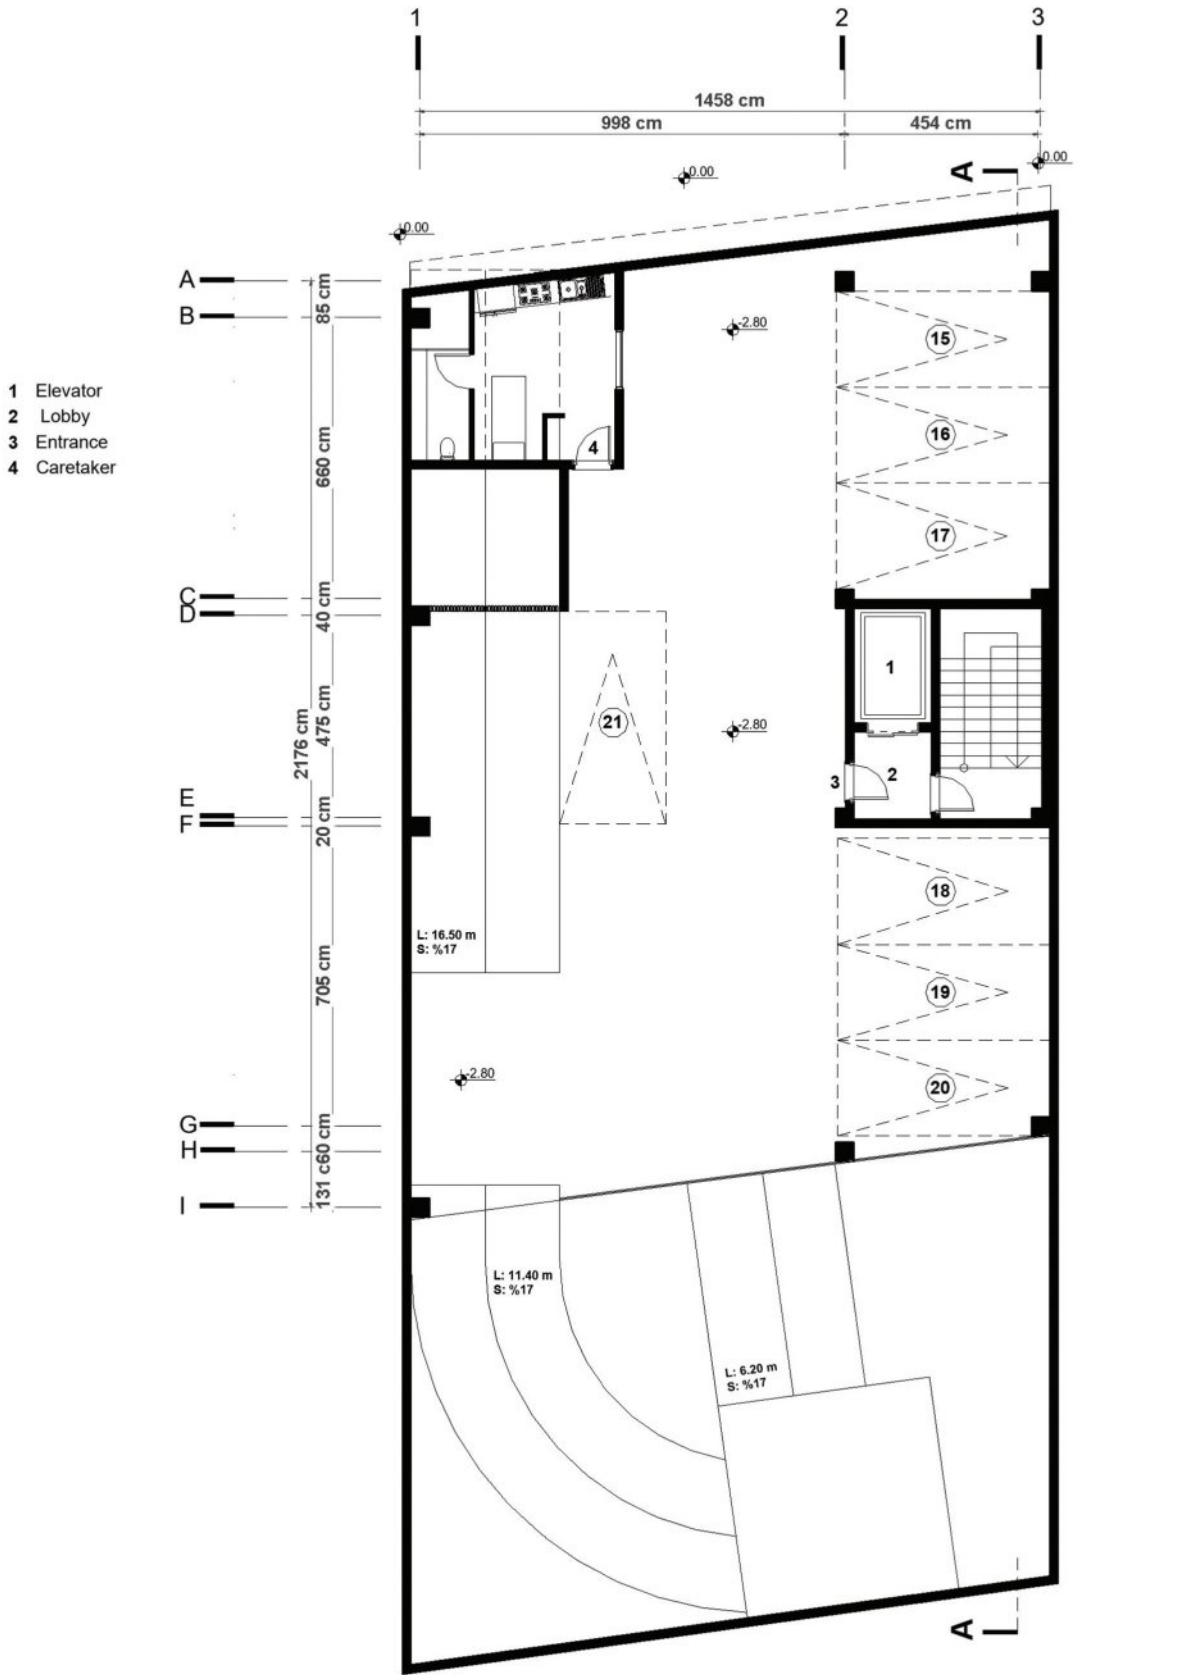 1 2 3
1458 cm
998 cm 454 cm
A
0.00
0.00
0.00
A
B
C
D
E
F
G
H
I
85 cm
660 cm
40 cm
475 cm
2176 cm
20 cm
705 cm
60 cm
131 c
1 Elevator
2 Lobby
3 Entrance
4 Caretaker
-2.80
15
16
17
4
21
1
-2.80
3
2
18
19
20
L: 16.50 m
S: %17
-2.80
L: 11.40 m
S: %17
L: 6.20 m
S: %17
A